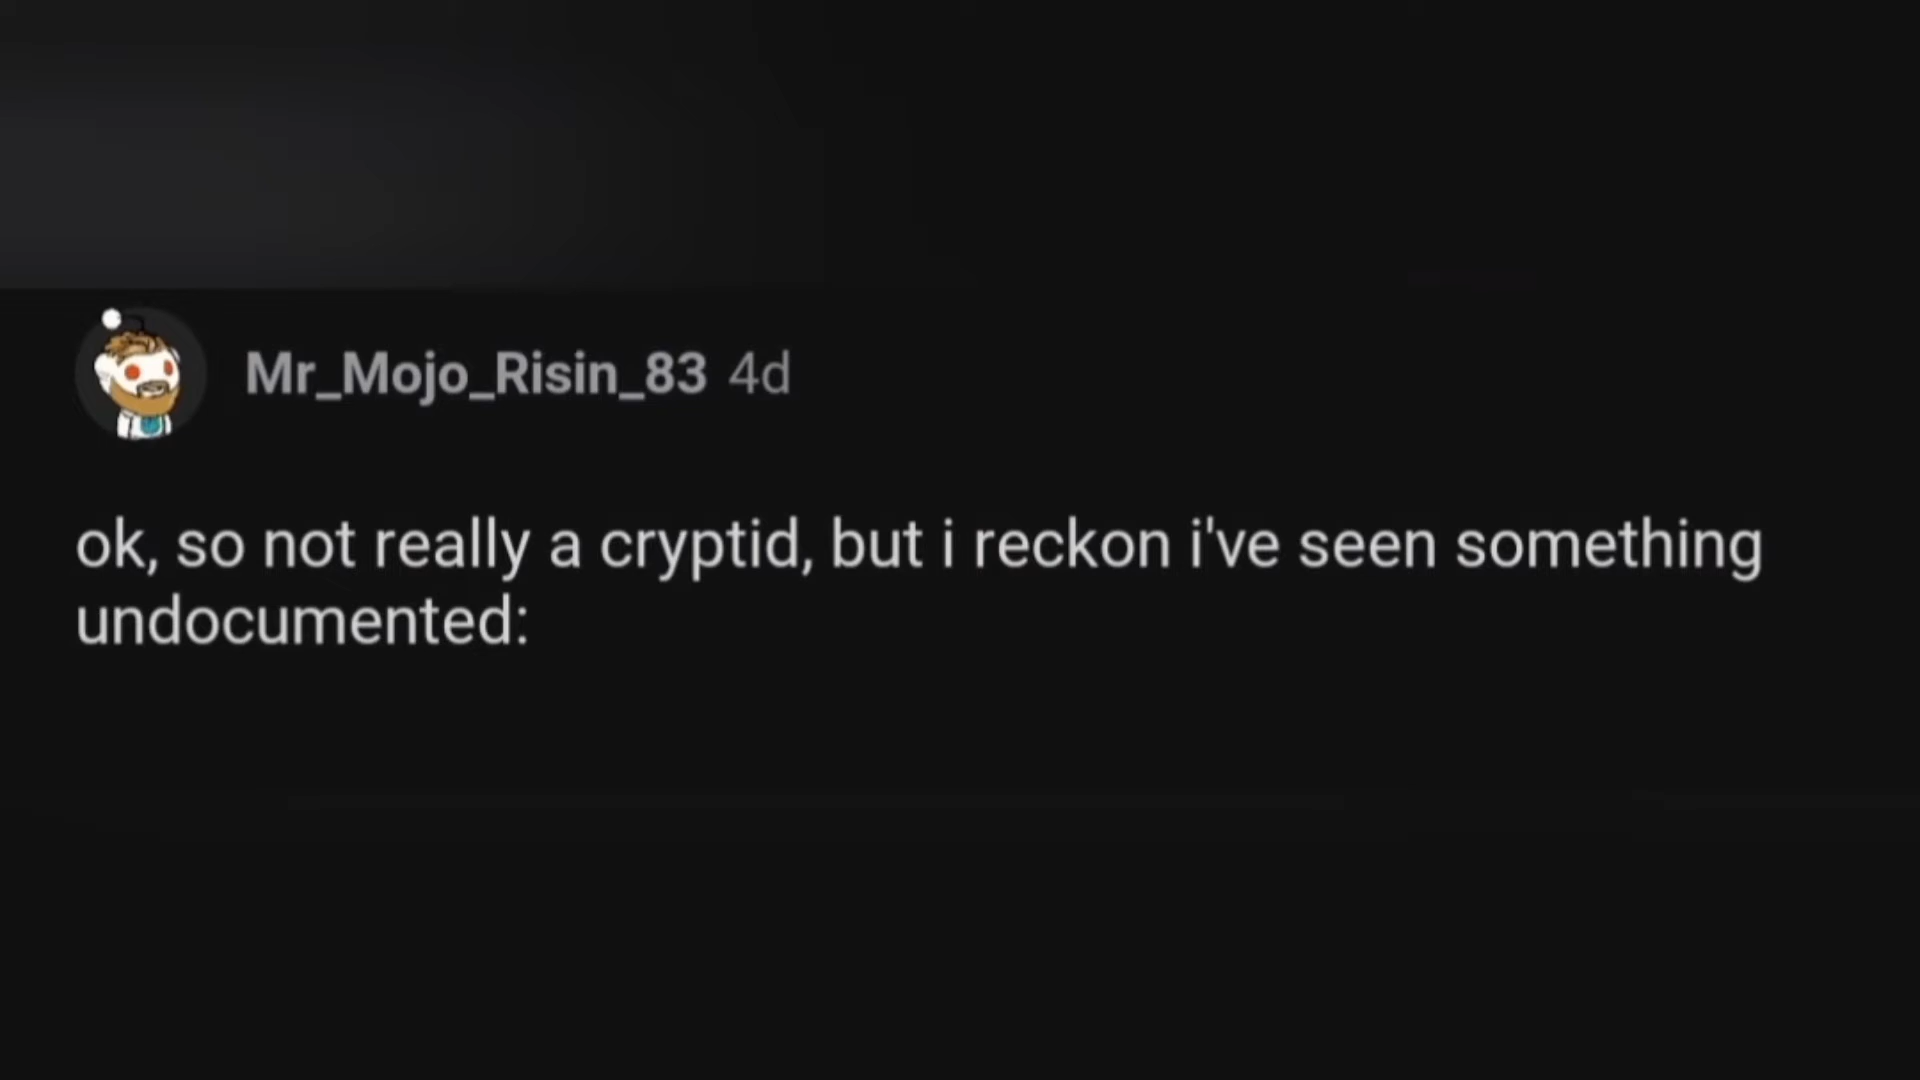 Mr_Mojo_Risin_83 4d
ok, so not really a cryptid, but i reckon i've seen something
undocumented: